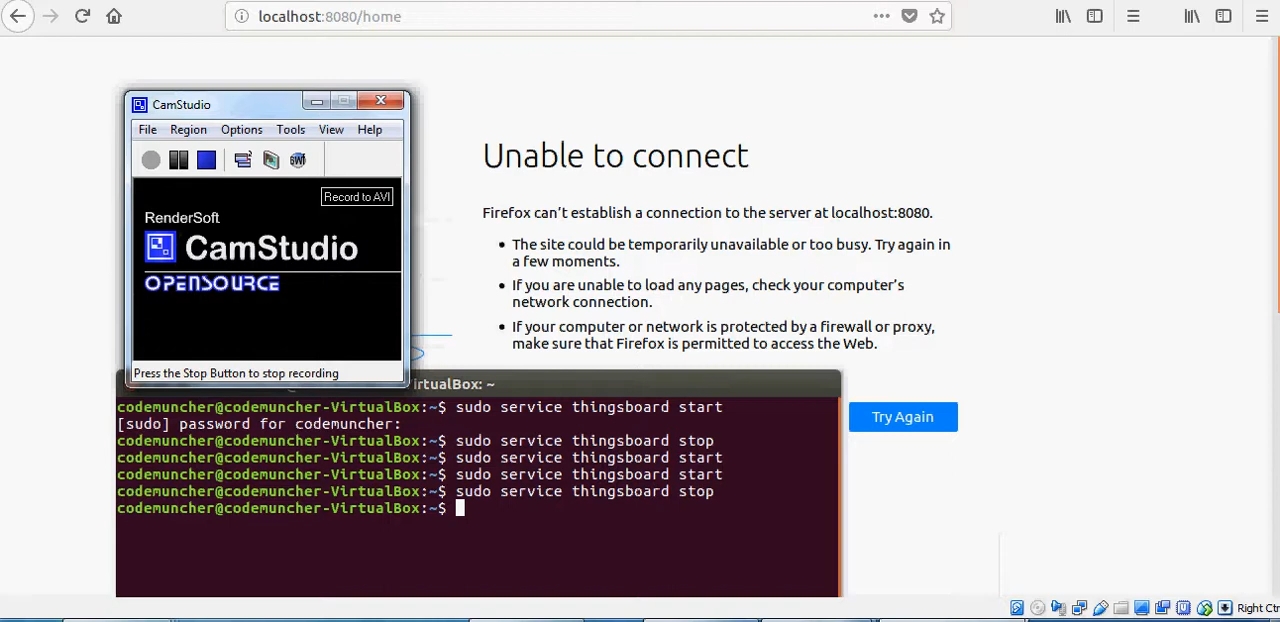 localhost:8080/home
CamStudio
File Region Options Tools View Help
Record to AVI
RenderSoft
CamStudio
OPENSOURCE
Press the Stop Button to stop recording
Unable to connect
Firefox can’t establish a connection to the server at localhost:8080.
• The site could be temporarily unavailable or too busy. Try again in
a few moments.
• If you are unable to load any pages, check your computer’s
network connection.
• If your computer or network is protected by a firewall or proxy,
make sure that Firefox is permitted to access the Web.
Try Again
irtualBox: ~
codemuncher@codemuncher-VirtualBox:~$ sudo service thingsboard start
[sudo] password for codemuncher:
codemuncher@codemuncher-VirtualBox:~$ sudo service thingsboard stop
codemuncher@codemuncher-VirtualBox:~$ sudo service thingsboard start
codemuncher@codemuncher-VirtualBox:~$ sudo service thingsboard start
codemuncher@codemuncher-VirtualBox:~$ sudo service thingsboard stop
codemuncher@codemuncher-VirtualBox:~$
Right Ctr